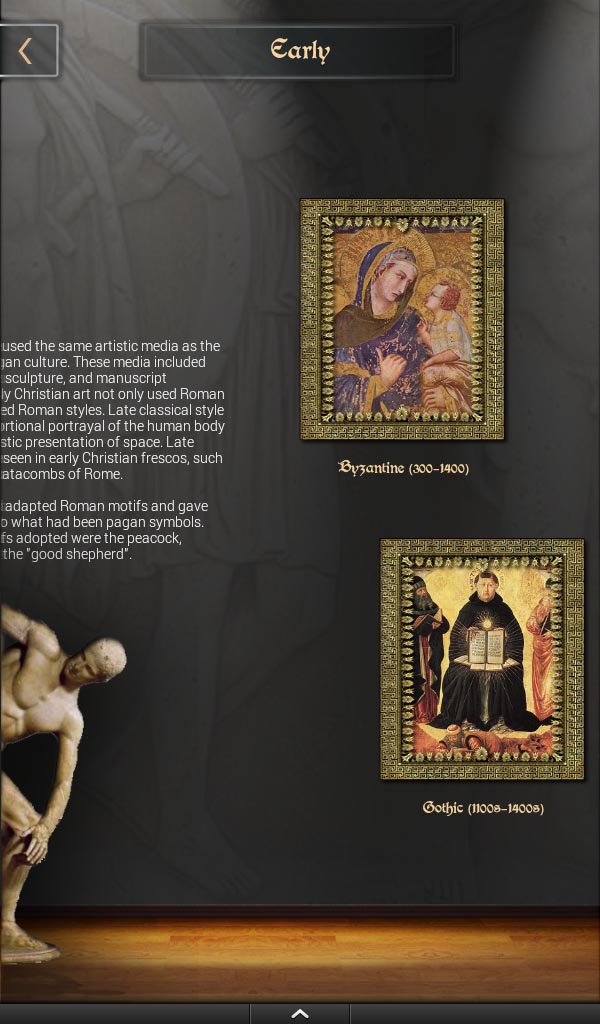 Early
used the same artistic media as the
gan culture. These media included
sculpture, and manuscript
ly Christian art not only used Roman
ed Roman styles. Late classical style
ortional portrayal of the human body
stic presentation of space. Late
seen in early Christian frescos, such
atacombs of Rome.
adapted Roman motifs and gave
o what had been pagan symbols.
fs adopted were the peacock,
the "good shepherd".
Byzantine (300-1400)
Gothic (1100s-1400s)